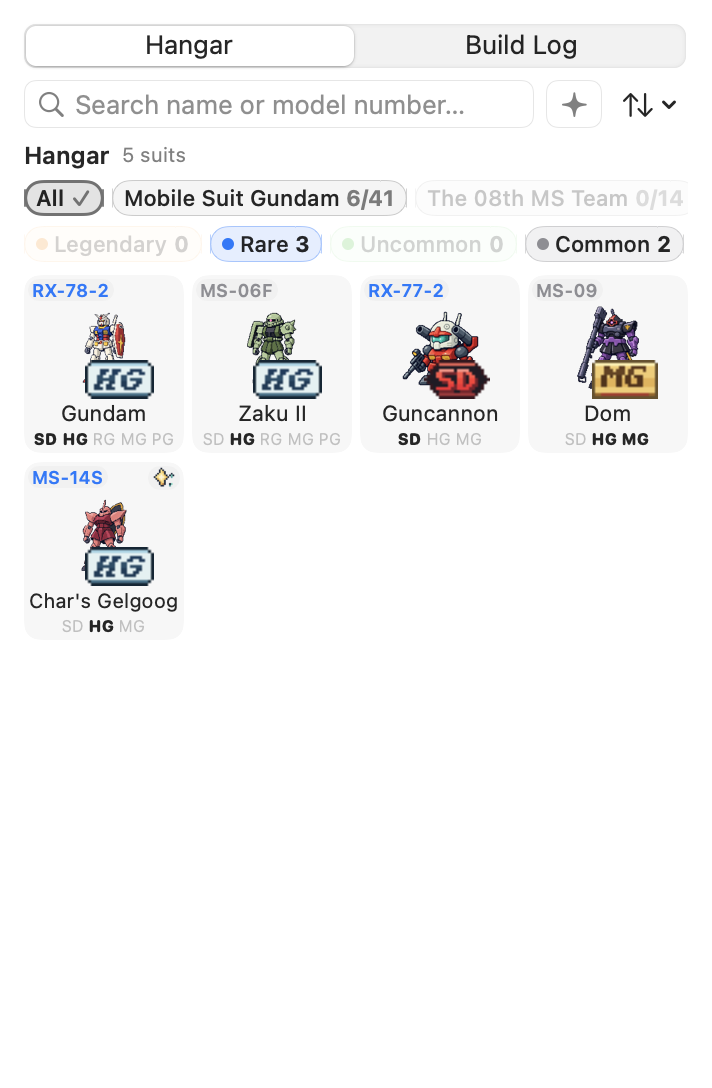 Hangar Build Log
Search name or model number...
Hangar 5 suits
All ✓ Mobile Suit Gundam 6/41 The 08th MS Team 0/14
Legendary 0 Rare 3 Uncommon 0 Common 2
RX-78-2 MS-06F RX-77-2 MS-09
HG HG SD MG
Gundam Zaku II Guncannon Dom
SD HG RG MG PG SD HG RG MG PG SD HG MG SD HG MG
MS-14S
HG
Char's Gelgoog
SD HG MG